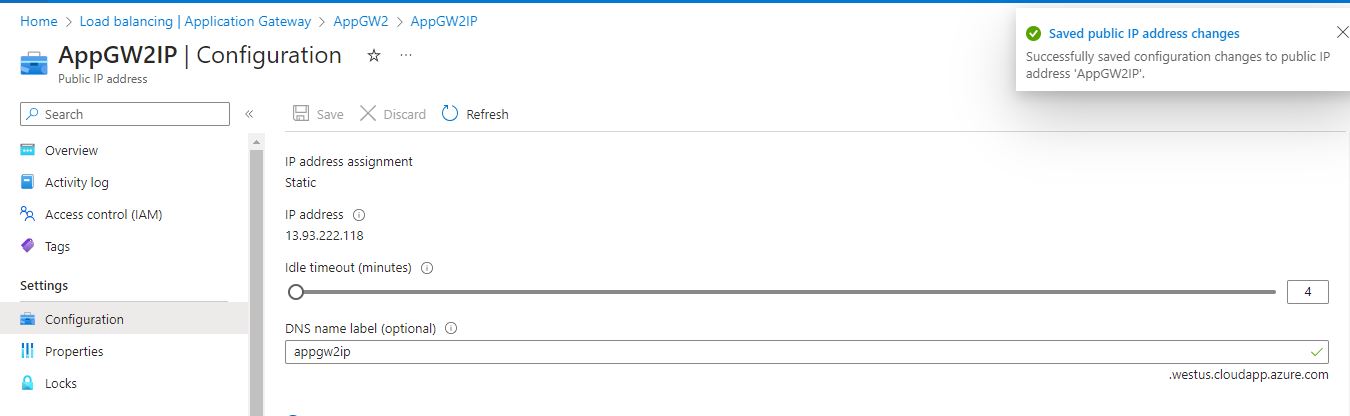 Home > Load balancing | Application Gateway > AppGW2 > AppGW2IP
AppGW2IP | Configuration
Public IP address
Saved public IP address changes
Successfully saved configuration changes to public IP
address 'AppGW2IP'.
Search
Save Discard Refresh
Overview
Activity log
Access control (IAM)
Tags
Settings
Configuration
Properties
Locks
IP address assignment
Static
IP address
13.93.222.118
Idle timeout (minutes)
4
DNS name label (optional)
appgw2ip
.westus.cloudapp.azure.com